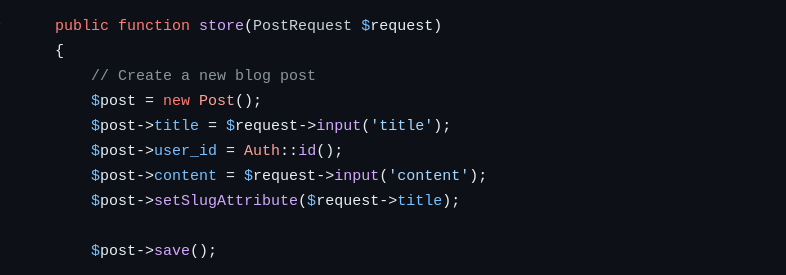 public function store(PostRequest $request)
{
// Create a new blog post
$post = new Post();
$post->title = $request->input('title');
$post->user_id = Auth::id();
$post->content = $request->input('content');
$post->setSlugAttribute($request->title);
$post->save();